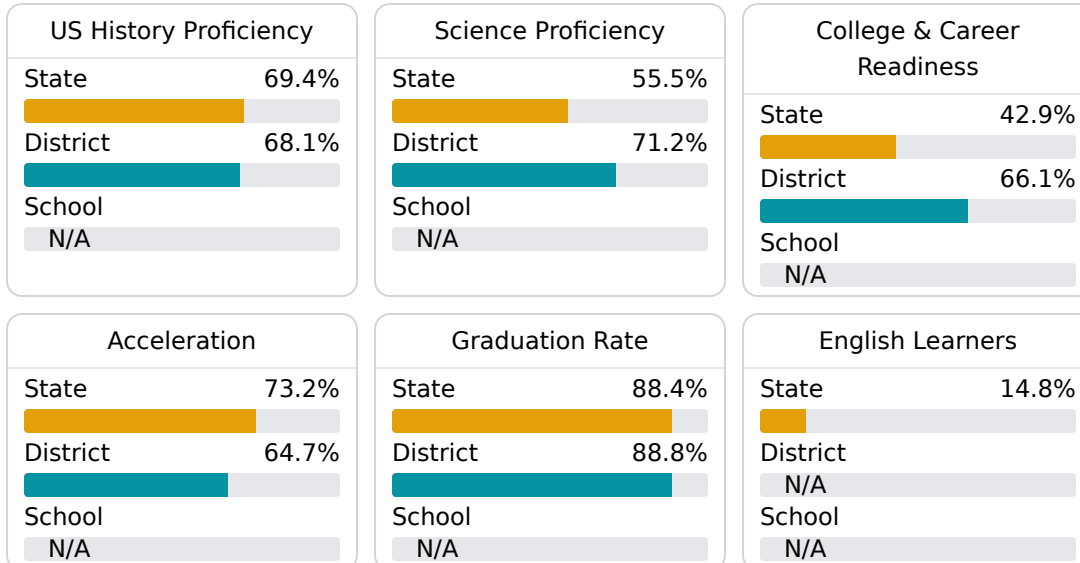 US History Proficiency
State 69.4%
District 68.1%
School
N/A
Science Proficiency
State 55.5%
District 71.2%
School
N/A
College & Career
Readiness
State 42.9%
District 66.1%
School
N/A
Acceleration
State 73.2%
District 64.7%
School
N/A
Graduation Rate
State 88.4%
District 88.8%
School
N/A
English Learners
State 14.8%
District
N/A
School
N/A